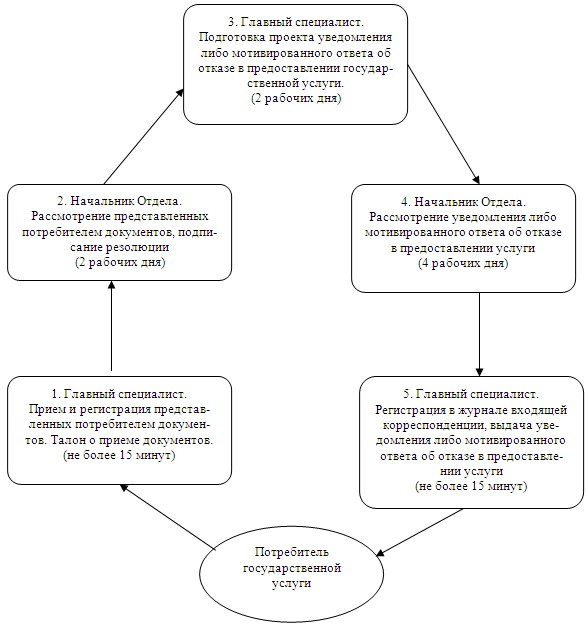 3. Главный специалист.
Подготовка проекта уведомления
либо мотивированного ответа об
отказе в предоставлении государ-
ственной услуги.
(2 рабочих дня)
2. Начальник Отдела.
Рассмотрение представленных
потребителем документов, подпи-
писание резолюции
(2 рабочих дня)
4. Начальник Отдела.
Рассмотрение уведомления либо
мотивированного ответа об отказе
в предоставлении услуги
(4 рабочих дня)
1. Главный специалист.
Прием и регистрация представ-
ленных потребителем докумен-
тов. Талон о приеме документов.
(не более 15 минут)
5. Главный специалист.
Регистрация в журнале входящей
корреспонденции, выдача уве-
домления либо мотивированного
ответа об отказе в предоставле-
нии услуги
(не более 15 минут)
Потребитель
государственной
услуги